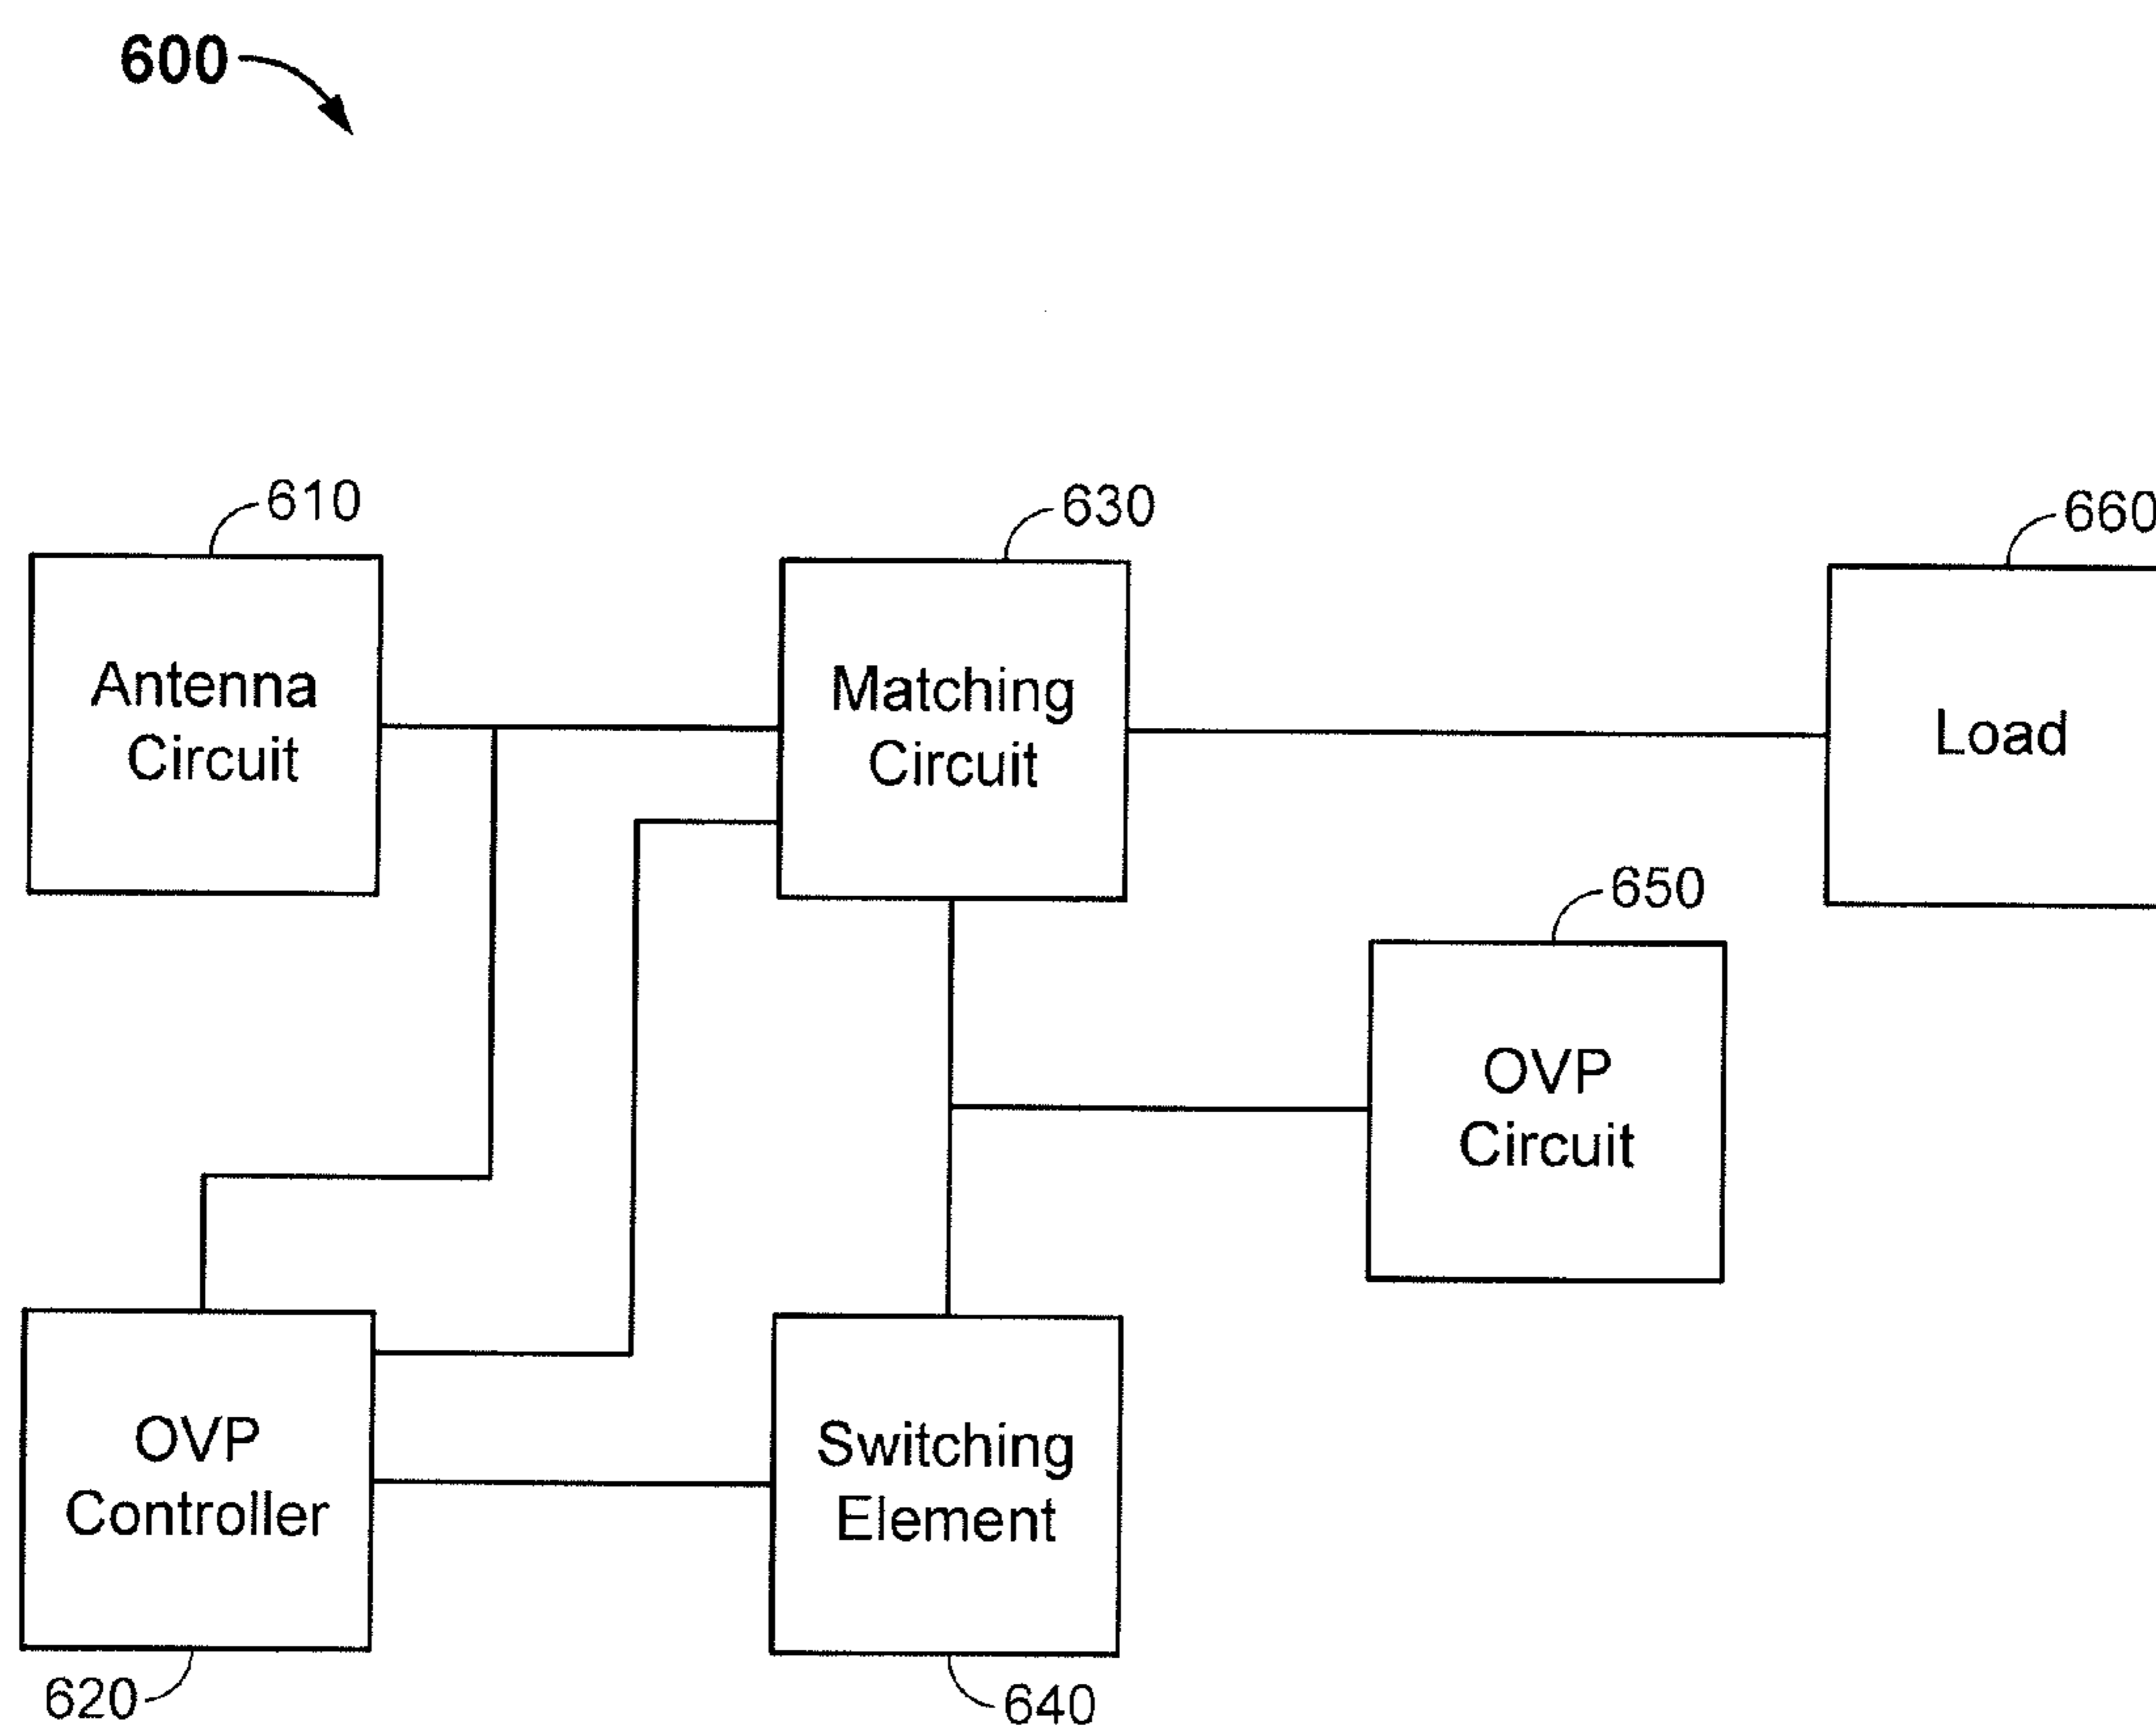 600
610
630
660
Antenna
Circuit
Matching
Circuit
Load
650
OVP
Circuit
OVP
Controller
Switching
Element
620
640